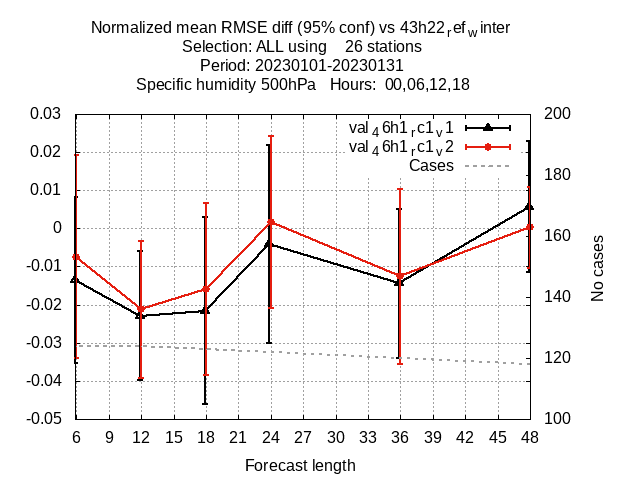 Normalized mean RMSE diff (95% conf) vs 43h22refwinter
Selection: ALL using 26 stations
Period: 20230101-20230131
Specific humidity 500hPa Hours: 00,06,12,18
val46h1rc1v1
val46h1rc1v2
Cases
0.03
0.02
0.01
0
-0.01
-0.02
-0.03
-0.04
-0.05
200
180
160
140
120
100
No cases
6 9 12 15 18 21 24 27 30 33 36 39 42 45 48
Forecast length